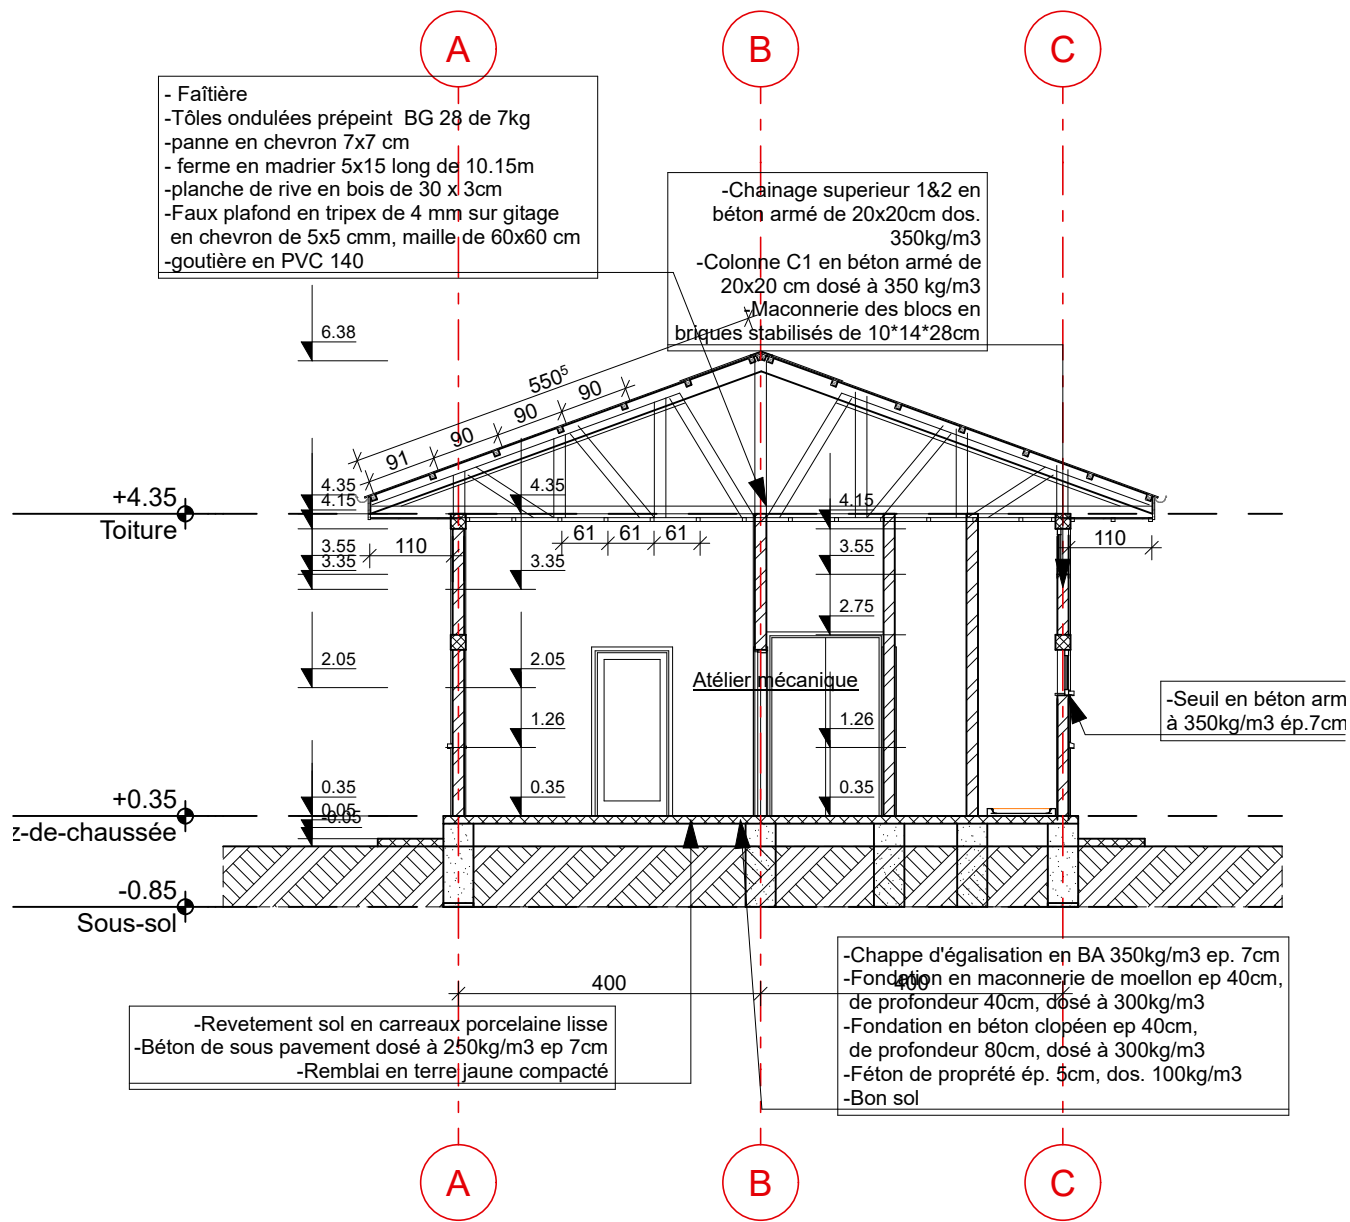 A
B
C
- Faîtière
-Tôles ondulées prépeint BG 28 de 7kg
-panne en chevron 7x7 cm
- ferme en madrier 5x15 long de 10.15m
-planche de rive en bois de 30 x 3cm
-Faux plafond en tripex de 4 mm sur gitage
en chevron de 5x5 cmm, maille de 60x60 cm
-goutière en PVC 140
-Chainage superieur 1&2 en
béton armé de 20x20cm dos.
350kg/m3
-Colonne C1 en béton armé de
20x20 cm dosé à 350 kg/m3
-Maconnerie des blocs en
briques stabilisés de 10*14*28cm
6.38
550⁵
90
90
90
91
4.35
4.15
4.35
4.15
+4.35
Toiture
110
61
61
61
110
3.55
3.35
3.35
3.55
2.75
2.05
2.05
Atélier mécanique
-Seuil en béton arm
à 350kg/m3 ép.7cm
1.26
1.26
0.35
0.35
0.35
+0.35
z-de-chaussée
0.05
-0.05
-0.85
Sous-sol
400
400
-Chappe d'égalisation en BA 350kg/m3 ep. 7cm
-Fondation en maconnerie de moellon ep 40cm,
de profondeur 40cm, dosé à 300kg/m3
-Fondation en béton clopéen ep 40cm,
de profondeur 80cm, dosé à 300kg/m3
-Féton de proprété ép. 5cm, dos. 100kg/m3
-Bon sol
-Revetement sol en carreaux porcelaine lisse
-Béton de sous pavement dosé à 250kg/m3 ep 7cm
-Remblai en terre jaune compacté
A
B
C